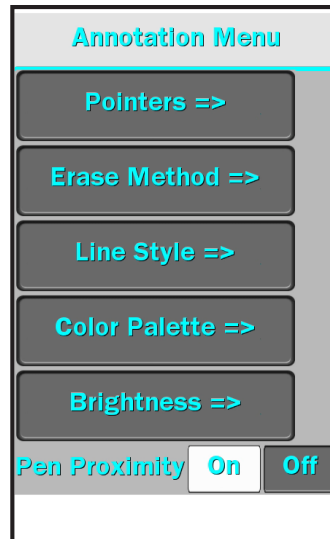 Annotation Menu
Pointers =>
Erase Method =>
Line Style =>
Color Palette =>
Brightness =>
Pen Proximity On Off